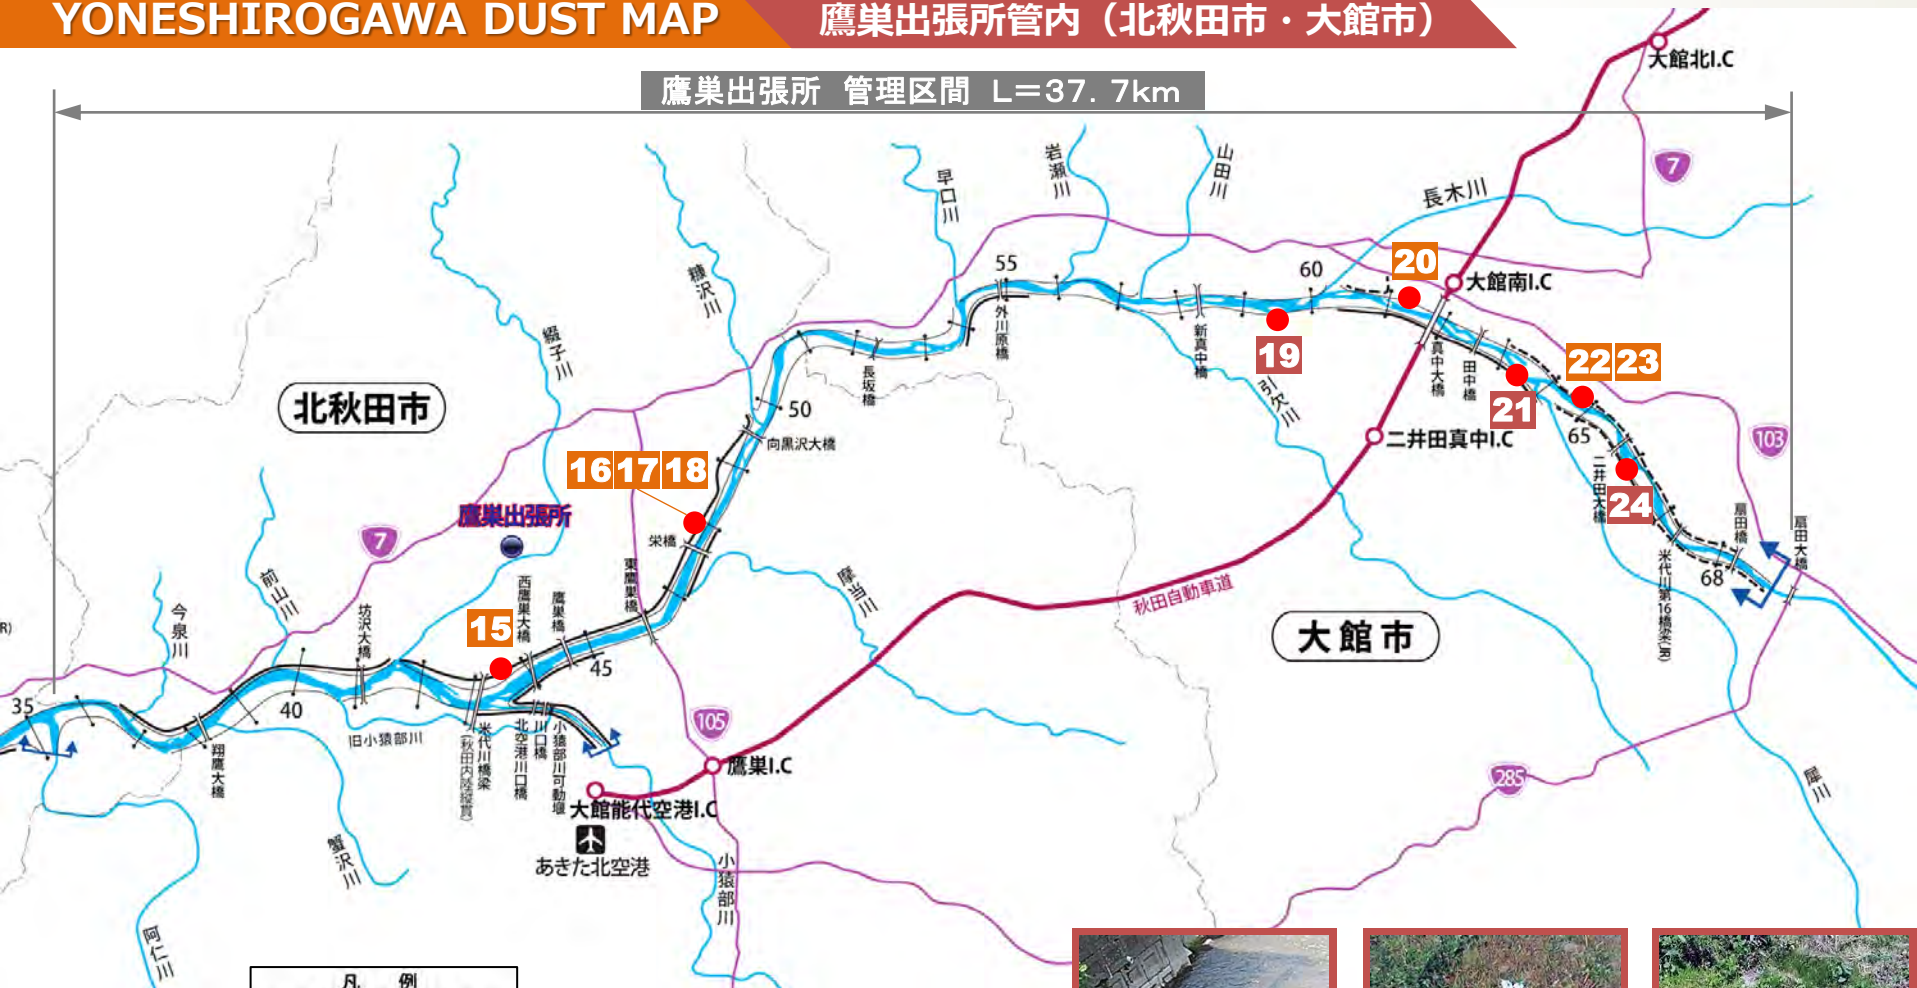 YONESHIROGAWA DUST MAP
鷹巣出張所管内（北秋田市・大館市）
鷹巣出張所 管理区間 L＝37．7km
大館北I.C
7
岩瀬川
山田川
早口川
長木川
糠沢川
綴子川
55
60
20
大館南I.C
外川原橋
新真中橋
19
真中大橋
田中橋
22 23
21
65
引欠川
長坂橋
50
向黒沢大橋
北秋田市
二井田真中I.C
103
16 17 18
二井田大橋
24
鷹巣出張所
7
栄橋
扇田橋
扇田大橋
米代川第16橋梁(JR)
68
東鷹巣橋
摩当川
秋田自動車道
前山川
今泉川
坊沢大橋
西鷹巣大橋
鷹巣橋
15
R)
大館市
45
35
40
105
翔鷹大橋
旧小猿部川
米代川橋梁
(秋田内陸縦貫)
北空港川口橋
川口橋
小猿部川可動堰
鷹巣I.C
285
犀川
大館能代空港I.C
あきた北空港
蟹沢川
小猿部川
阿仁川
凡例